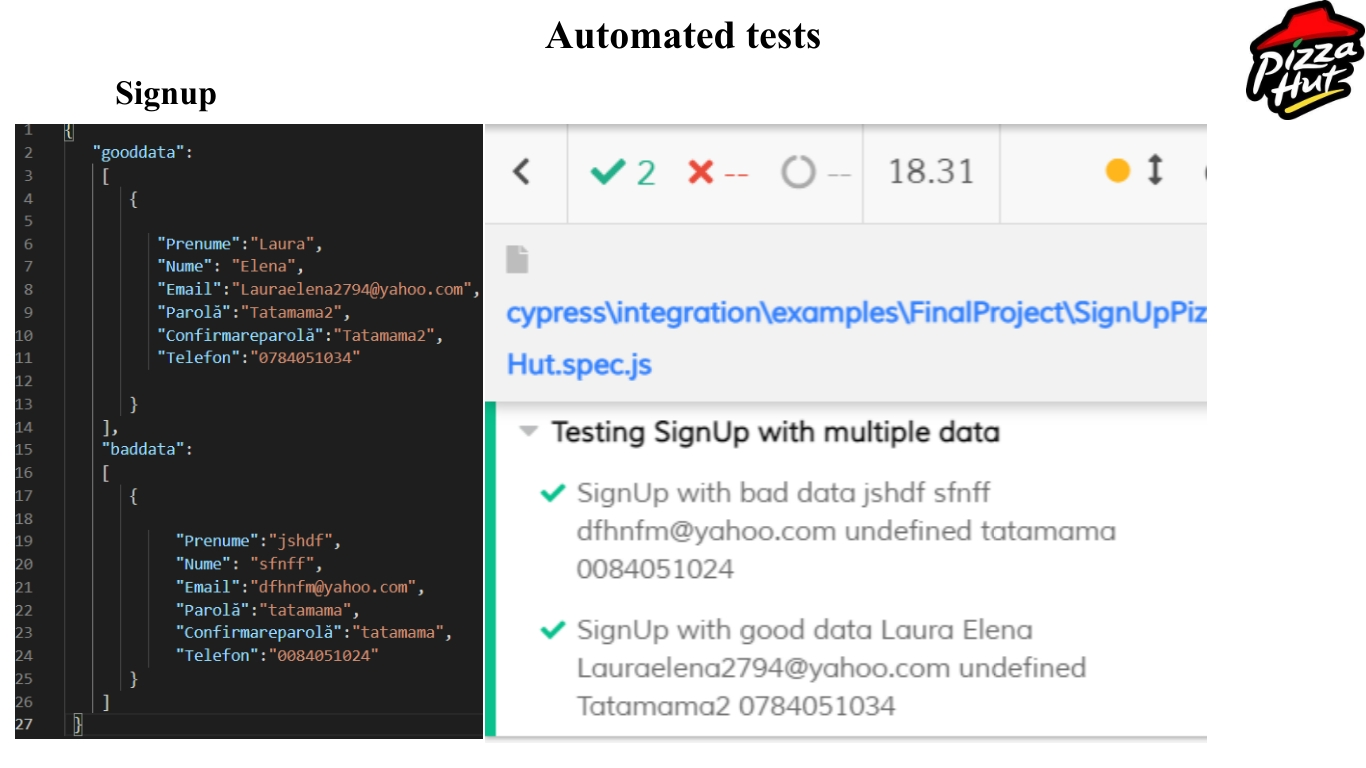 Automated tests
Pizza
Hut
Signup
1 {
2 "gooddata":
3 [
4 {
5
6 "Prenume":"Laura",
7 "Nume": "Elena",
8 "Email":"Lauraelena2794@yahoo.com",
9 "Parolă":"Tatamama2",
10 "Confirmareparolă":"Tatamama2",
11 "Telefon":"0784051034"
12
13 }
14 ],
15 "baddata":
16 [
17 {
18
19 "Prenume":"jshdf",
20 "Nume": "sfnff",
21 "Email":"dfhnfm@yahoo.com",
22 "Parolă":"tatamama",
23 "Confirmareparolă":"tatamama",
24 "Telefon":"0084051024"
25 }
26 ]
27 }
2 -- -- 18.31
cypress\integration\examples\FinalProject\SignUpPiz
Hut.spec.js
Testing SignUp with multiple data
SignUp with bad data jshdf sfnff
dfhnfm@yahoo.com undefined tatamama
0084051024
SignUp with good data Laura Elena
Lauraelena2794@yahoo.com undefined
Tatamama2 0784051034